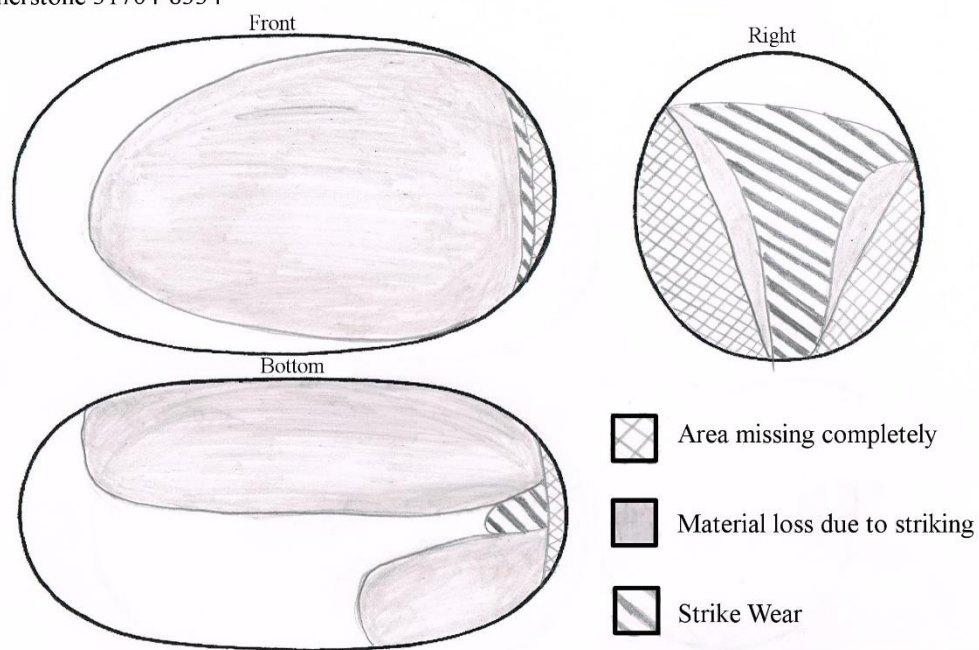 Front
Right
Bottom
Area missing completely
Material loss due to striking
Strike Wear